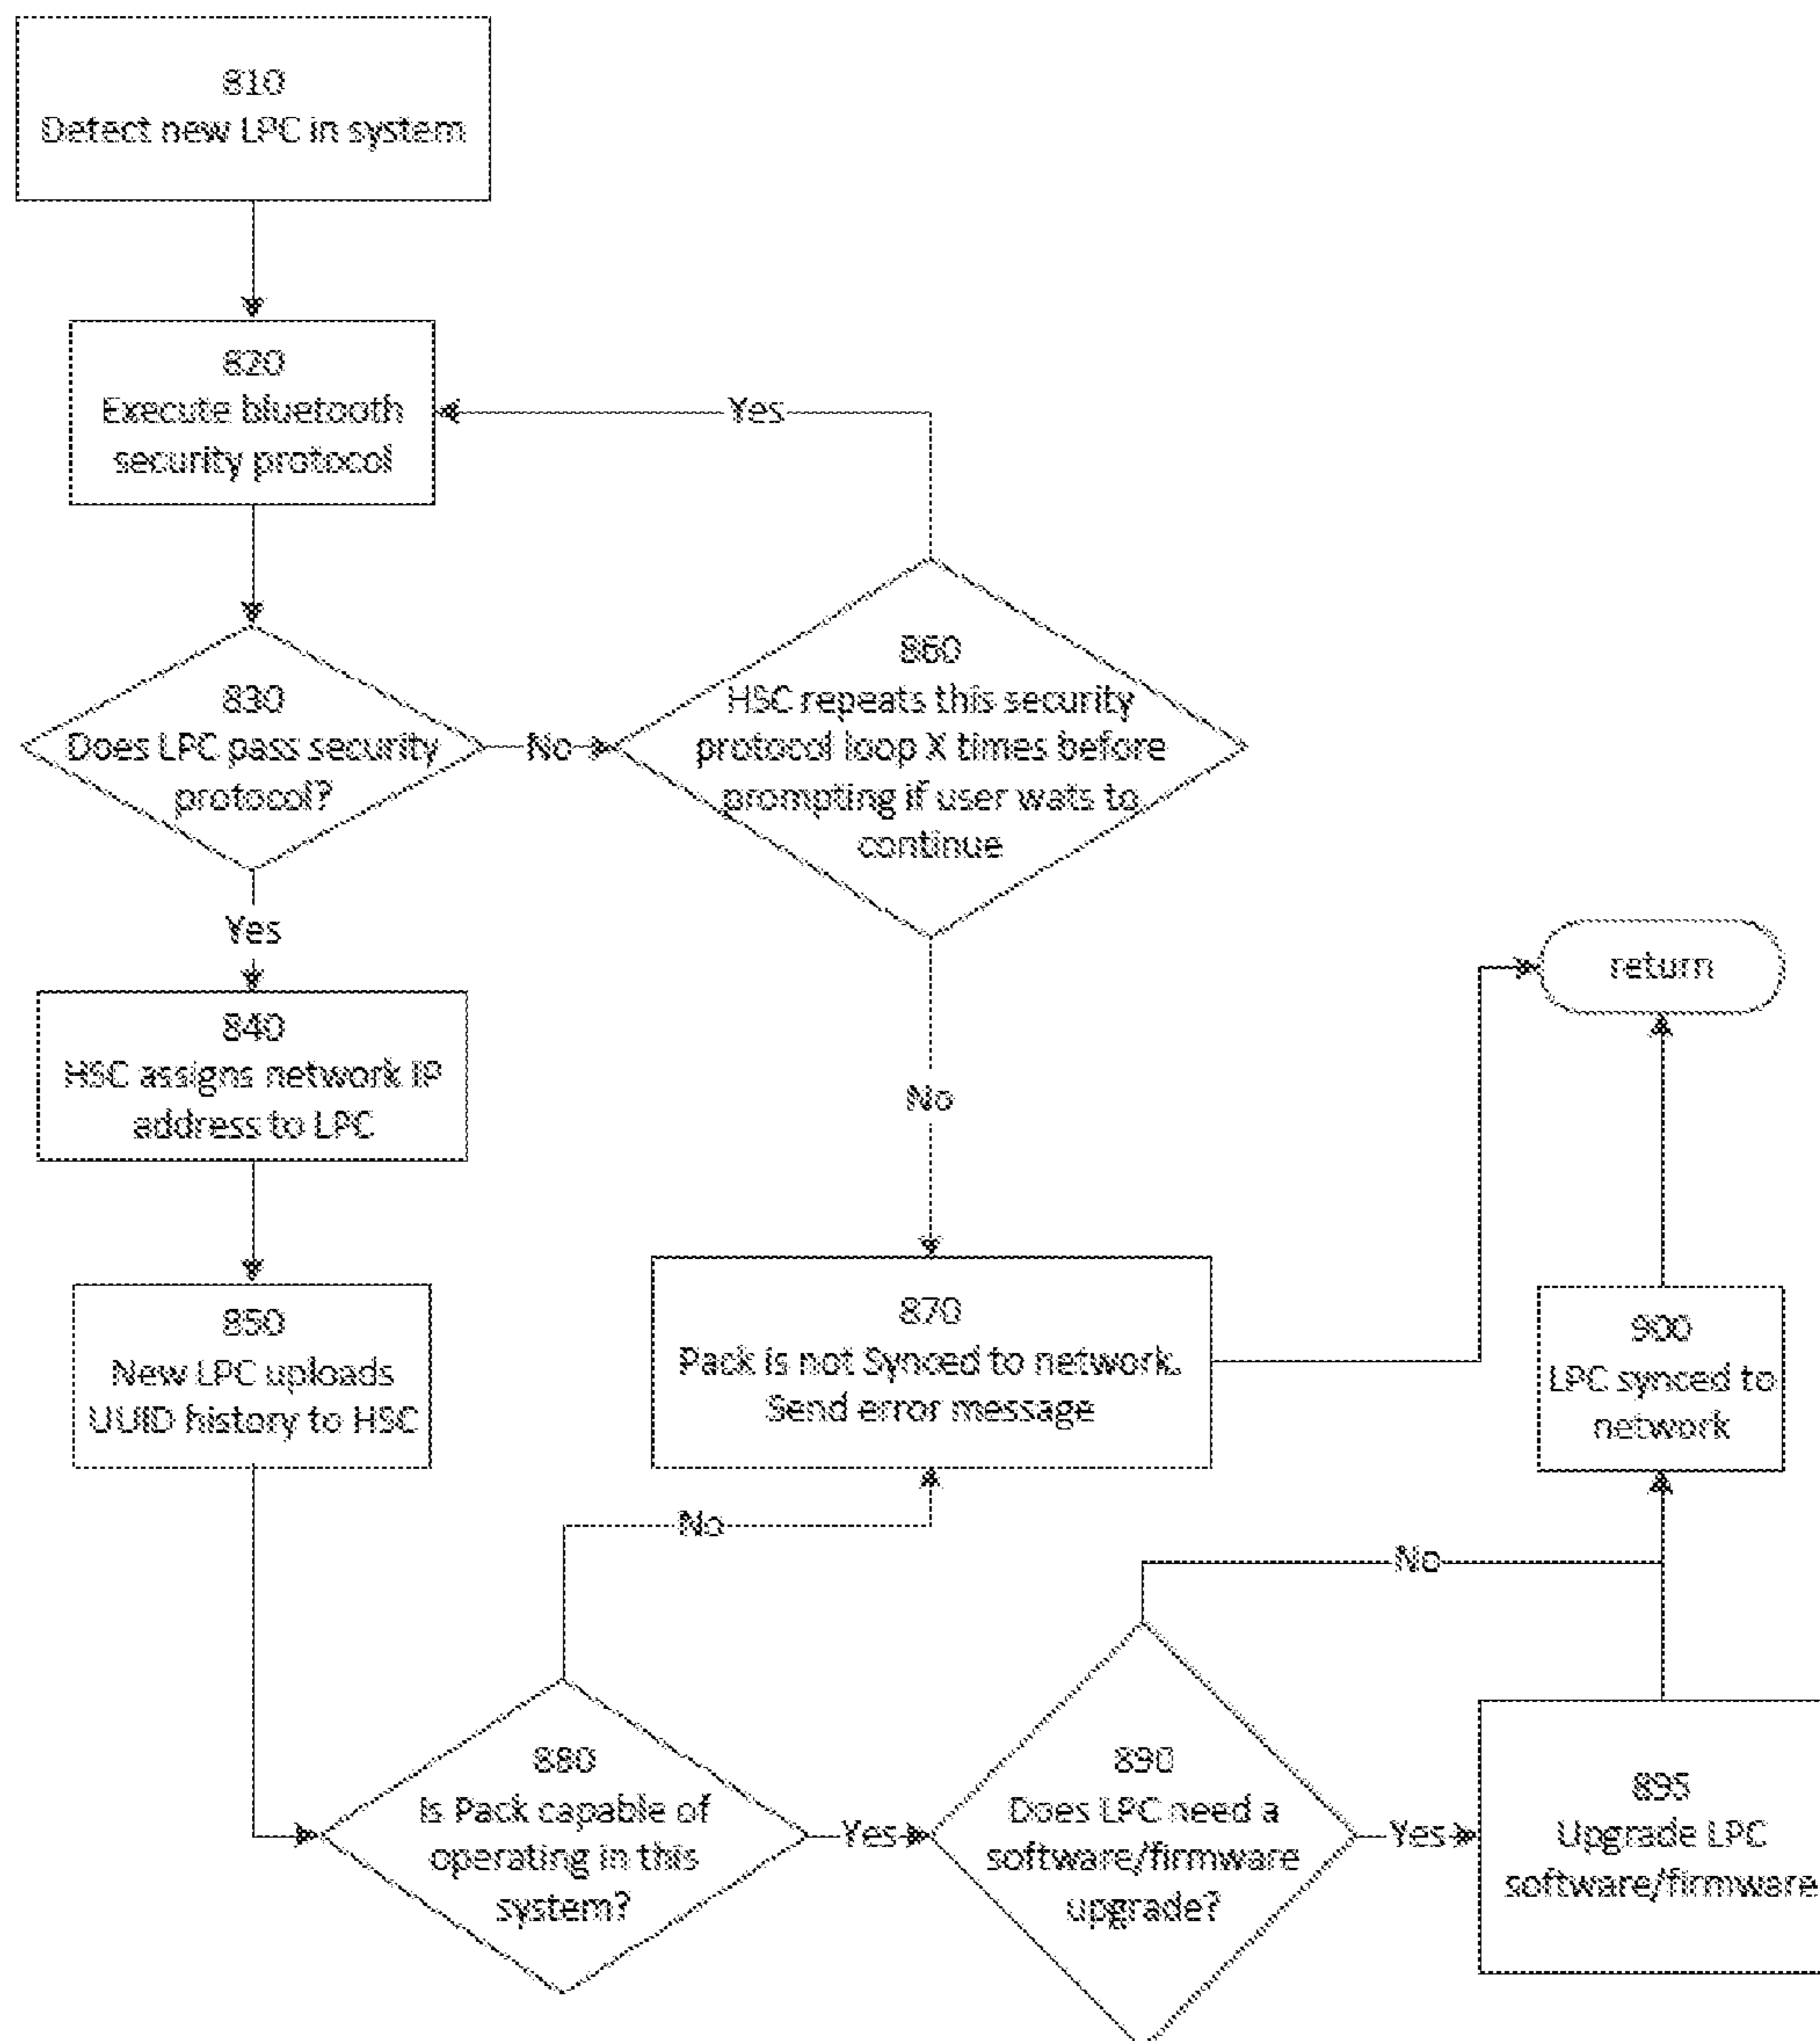 810
Detect new LPC in system
820
Execute bluetooth
security protocol
Yes
830
Does LPC pass security
protocol?
No
860
HSC repeats this security
protocol loop X times before
prompting if user wats to
continue
Yes
840
HSC assigns network IP
address to LPC
No
return
850
New LPC uploads
UUID history to HSC
870
Pack is not Synced to network.
Send error message
900
LPC synced to
network
No
No
880
Is Pack capable of
operating in this
system?
Yes
890
Does LPC need a
software/firmware
upgrade?
Yes
895
Upgrade LPC
software/firmware